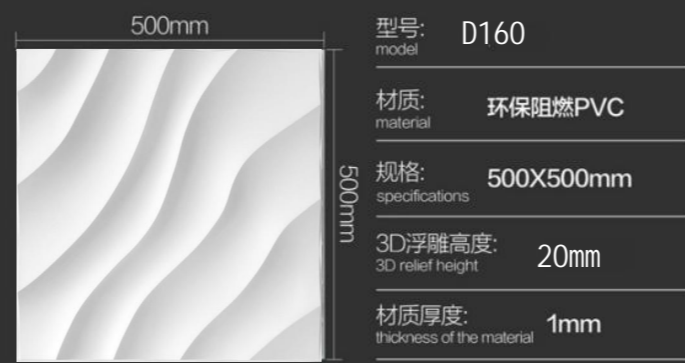 500mm
500mm
型号: D160
model
材质: 环保阻燃PVC
material
规格: 500X500mm
specifications
3D浮雕高度: 20mm
3D relief height
材质厚度: 1mm
thickness of the material